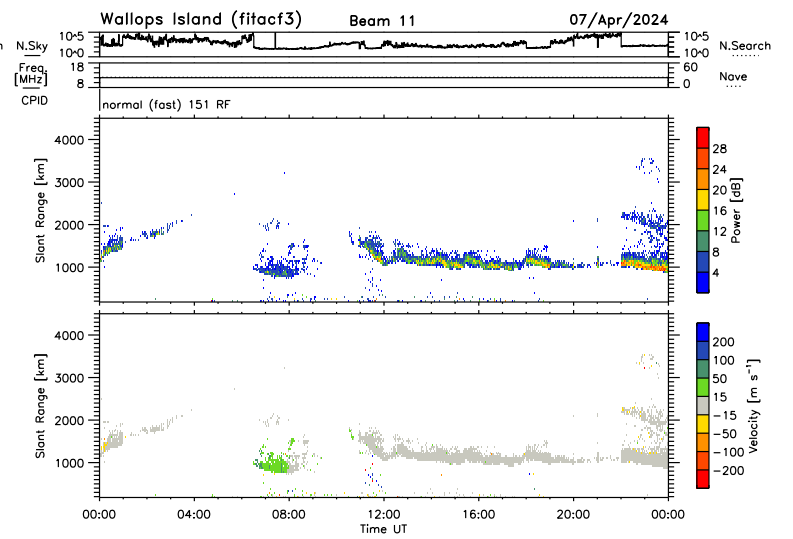 Wallops Island (fitacf3) Beam 11 07/Apr/2024
n N.Sky 10^5 10^0 10^5 10^0 N.Search
Freq. [MHz] 18 8 60 0 Nave
CPID normal (fast) 151 RF
Slant Range [km]
4000
3000
2000
1000
28
24
20
16
12
8
4
Power [dB]
Slant Range [km]
4000
3000
2000
1000
200
100
50
15
-15
-50
-100
-200
Velocity [m s⁻¹]
00:00 04:00 08:00 12:00 16:00 20:00 00:00
Time UT